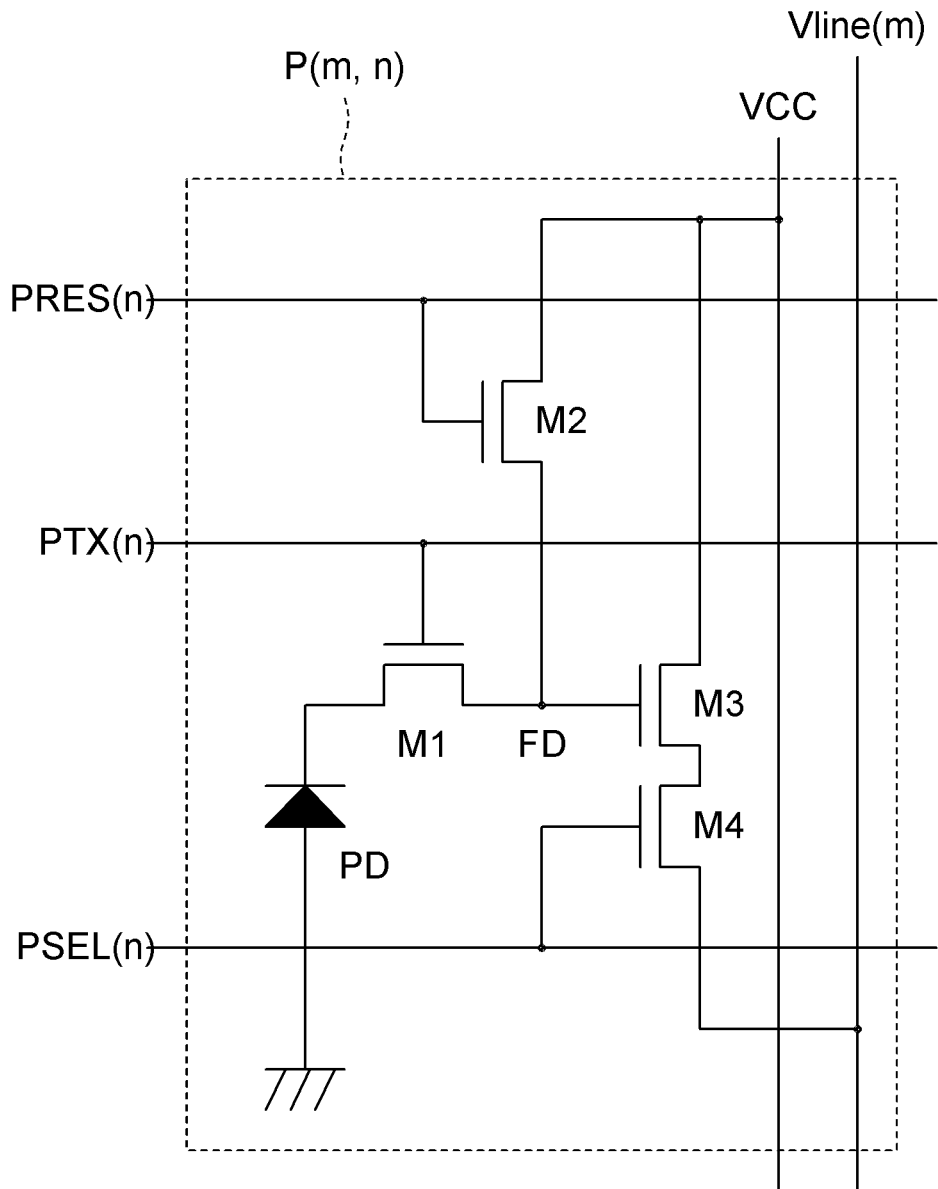 Vline(m)
P(m, n)
VCC
PRES(n)
M2
PTX(n)
M3
M1
FD
M4
PD
PSEL(n)